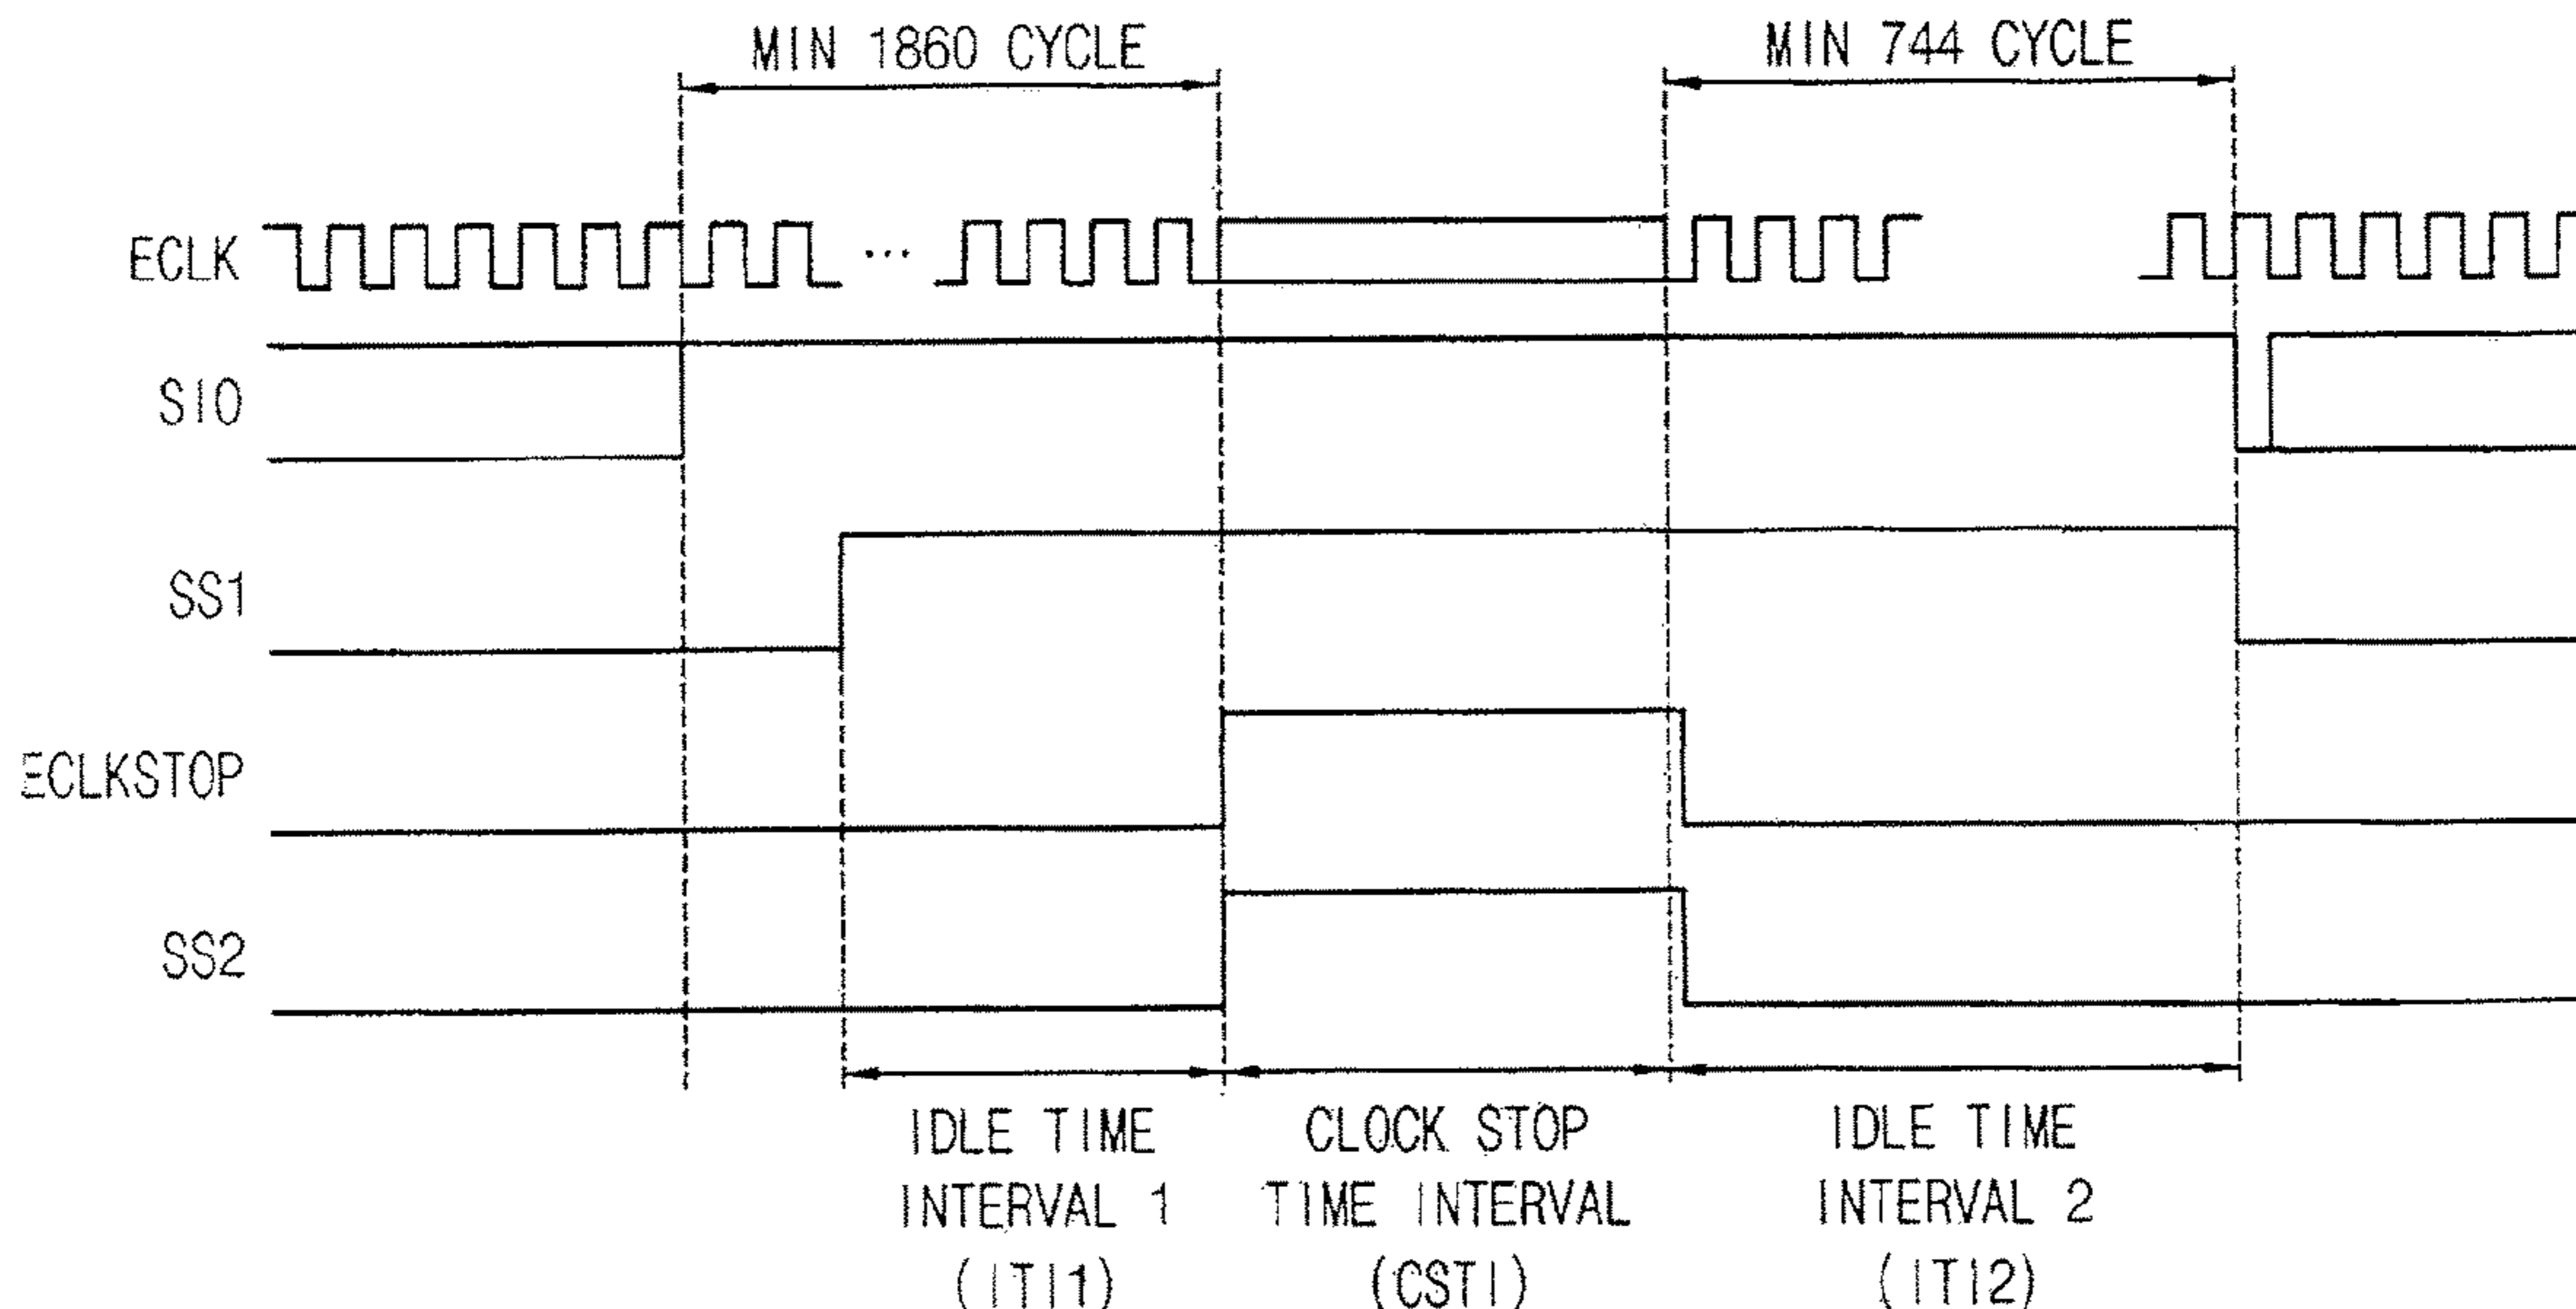 MIN 1860 CYCLE
MIN 744 CYCLE
ECLK
...
SIO
SS1
ECLKSTOP
SS2
IDLE TIME
INTERVAL 1
(ITI1)
CLOCK STOP
TIME INTERVAL
(CSTI)
IDLE TIME
INTERVAL 2
(ITI2)